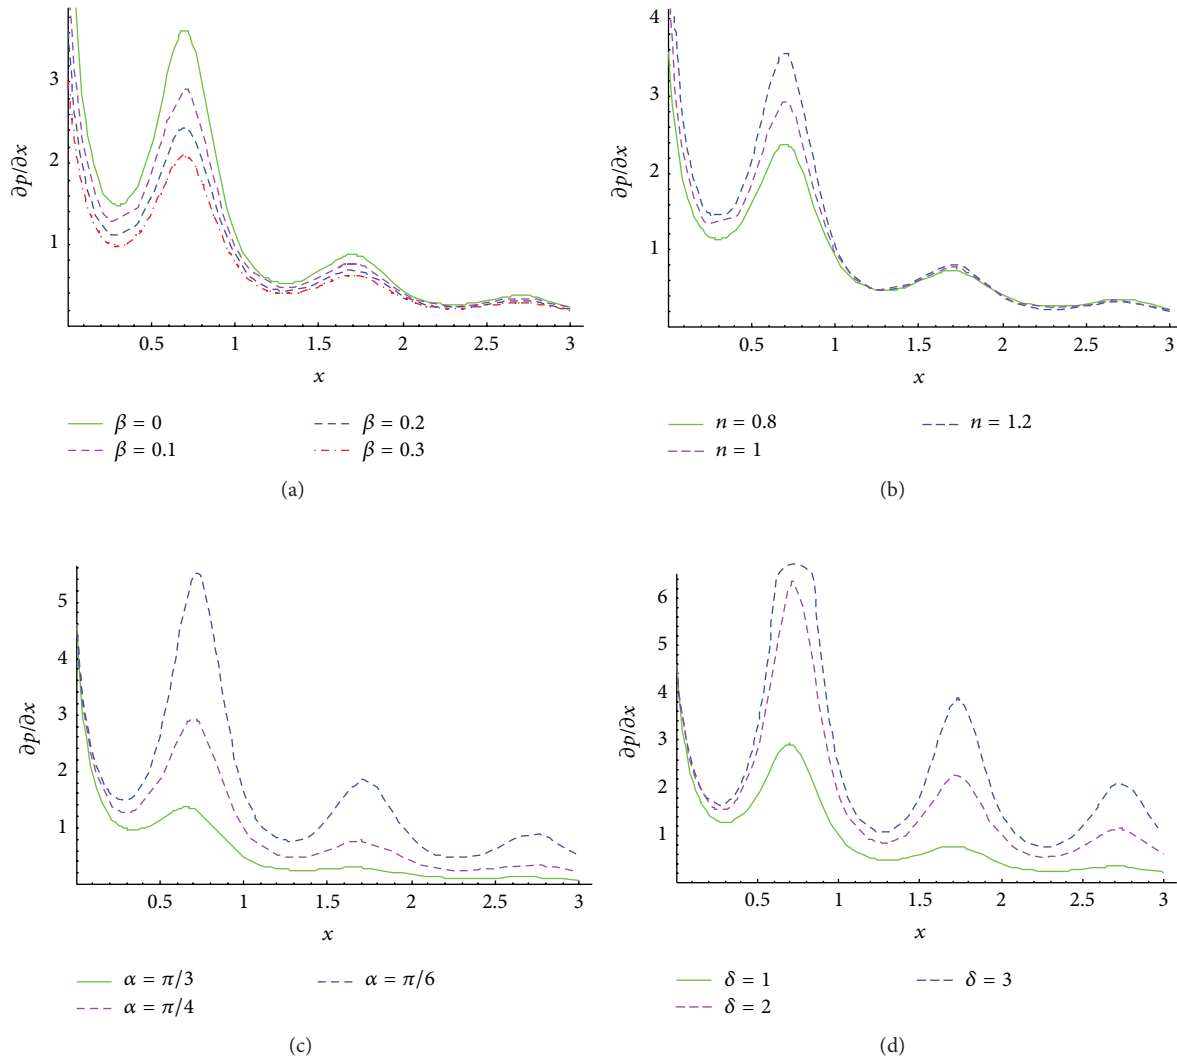 3
2
1
∂p/∂x
0.5 1 1.5 2 2.5 3
x
β = 0 β = 0.2
β = 0.1 β = 0.3
(a)
4
3
2
1
∂p/∂x
0.5 1 1.5 2 2.5 3
x
n = 0.8 n = 1.2
n = 1
(b)
5
4
3
2
1
∂p/∂x
0.5 1 1.5 2 2.5 3
x
α = π/3 α = π/6
α = π/4
(c)
6
5
4
3
2
1
∂p/∂x
0.5 1 1.5 2 2.5 3
x
δ = 1 δ = 3
δ = 2
(d)